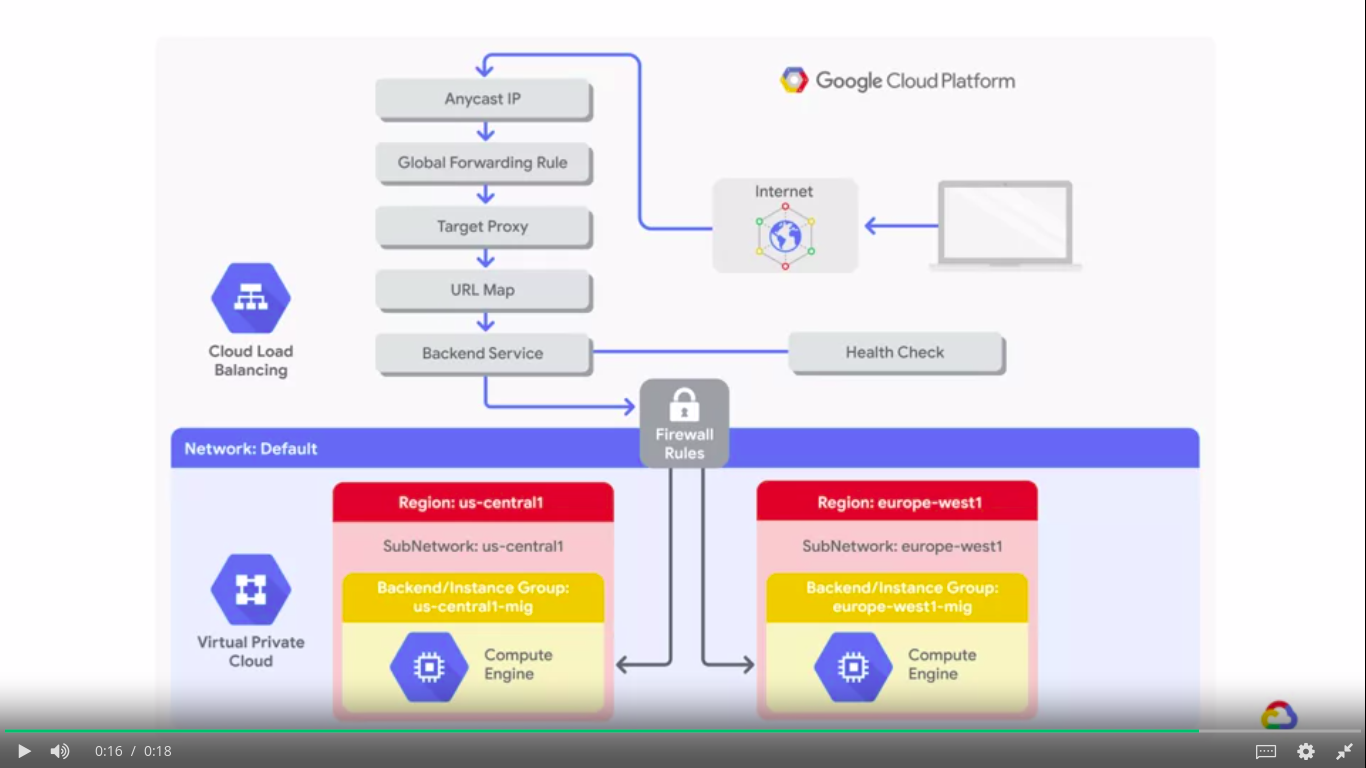 Google Cloud Platform
Anycast IP
Global Forwarding Rule
Internet
Target Proxy
URL Map
Cloud Load
Balancing
Backend Service
Health Check
Firewall
Rules
Network: Default
Region: us-central1
Region: europe-west1
SubNetwork: us-central1
SubNetwork: europe-west1
Backend/Instance Group:
us-central1-mig
Backend/Instance Group:
europe-west1-mig
Virtual Private
Cloud
Compute
Engine
Compute
Engine
0:16 / 0:18